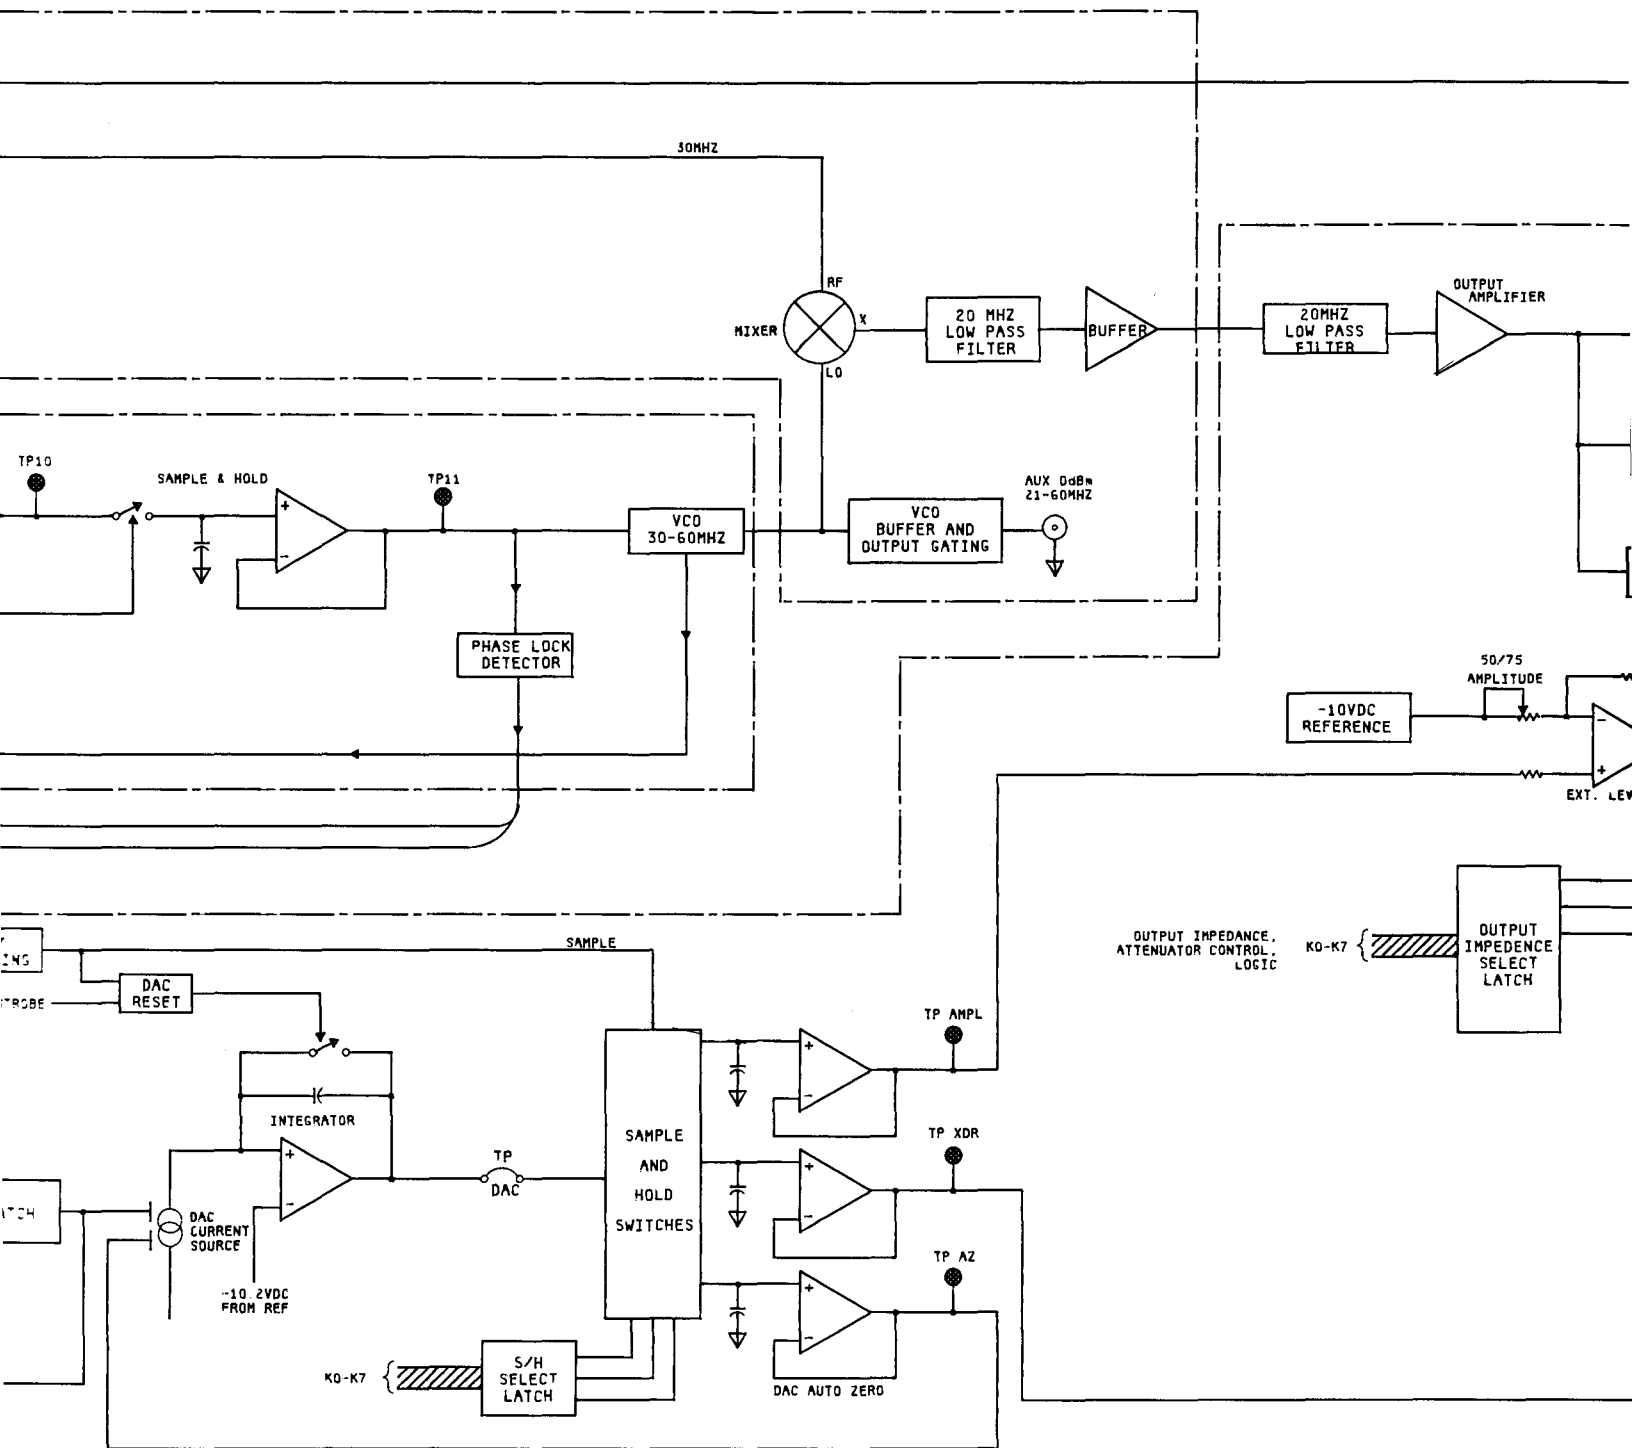 30MHZ
RF
MIXER
X
LO
20 MHZ
LOW PASS
FILTER
BUFFER
20MHZ
LOW PASS
FILTER
OUTPUT
AMPLIFIER
TP10
SAMPLE & HOLD
+
-
TP11
VCO
30-60MHZ
VCO
BUFFER AND
OUTPUT GATING
AUX 0dBm
21-60MHZ
PHASE LOCK
DETECTOR
50/75
AMPLITUDE
-10VDC
REFERENCE
-
+
EXT. LEV
OUTPUT IMPEDANCE,
ATTENUATOR CONTROL,
LOGIC
K0-K7
OUTPUT
IMPEDENCE
SELECT
LATCH
ING
SAMPLE
TROBE
DAC
RESET
INTEGRATOR
+
-
TP
DAC
TCH
DAC
CURRENT
SOURCE
-10.2VDC
FROM REF
SAMPLE
AND
HOLD
SWITCHES
TP AMPL
+
-
TP XDR
+
-
TP AZ
+
-
DAC AUTO ZERO
K0-K7
S/H
SELECT
LATCH